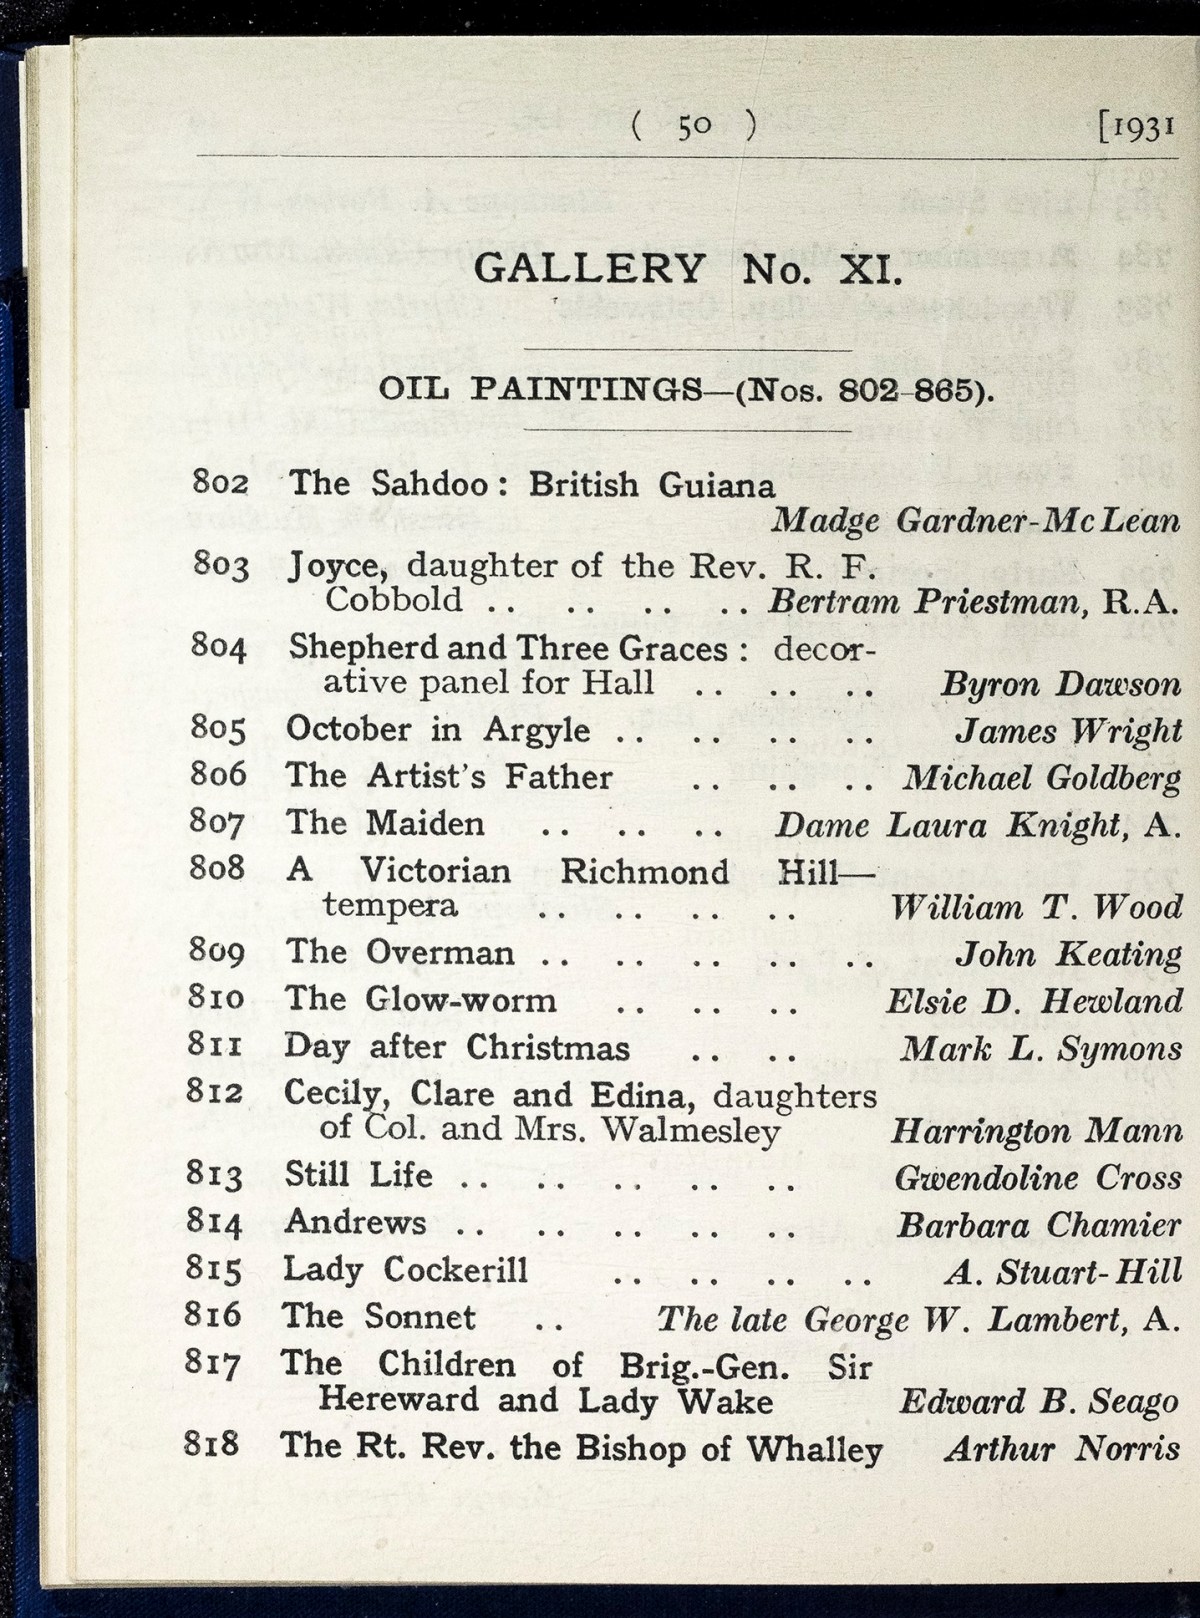 ( 50 ) [1931
GALLERY No. XI.
OIL PAINTINGS—(Nos. 802-865).
802 The Sahdoo : British Guiana
Madge Gardner-McLean
803 Joyce, daughter of the Rev. R. F.
Cobbold .. .. .. .. Bertram Priestman, R.A.
804 Shepherd and Three Graces : decor-
ative panel for Hall .. .. .. Byron Dawson
805 October in Argyle .. .. .. .. James Wright
806 The Artist's Father .. .. .. Michael Goldberg
807 The Maiden .. .. .. Dame Laura Knight, A.
808 A Victorian Richmond Hill—
tempera .. .. .. .. William T. Wood
809 The Overman .. .. .. .. .. John Keating
810 The Glow-worm .. .. .. Elsie D. Hewland
811 Day after Christmas .. .. Mark L. Symons
812 Cecily, Clare and Edina, daughters
of Col. and Mrs. Walmesley Harrington Mann
813 Still Life .. .. .. .. .. Gwendoline Cross
814 Andrews .. .. .. .. .. Barbara Chamier
815 Lady Cockerill .. .. .. .. A. Stuart-Hill
816 The Sonnet .. The late George W. Lambert, A.
817 The Children of Brig.-Gen. Sir
Hereward and Lady Wake Edward B. Seago
818 The Rt. Rev. the Bishop of Whalley Arthur Norris